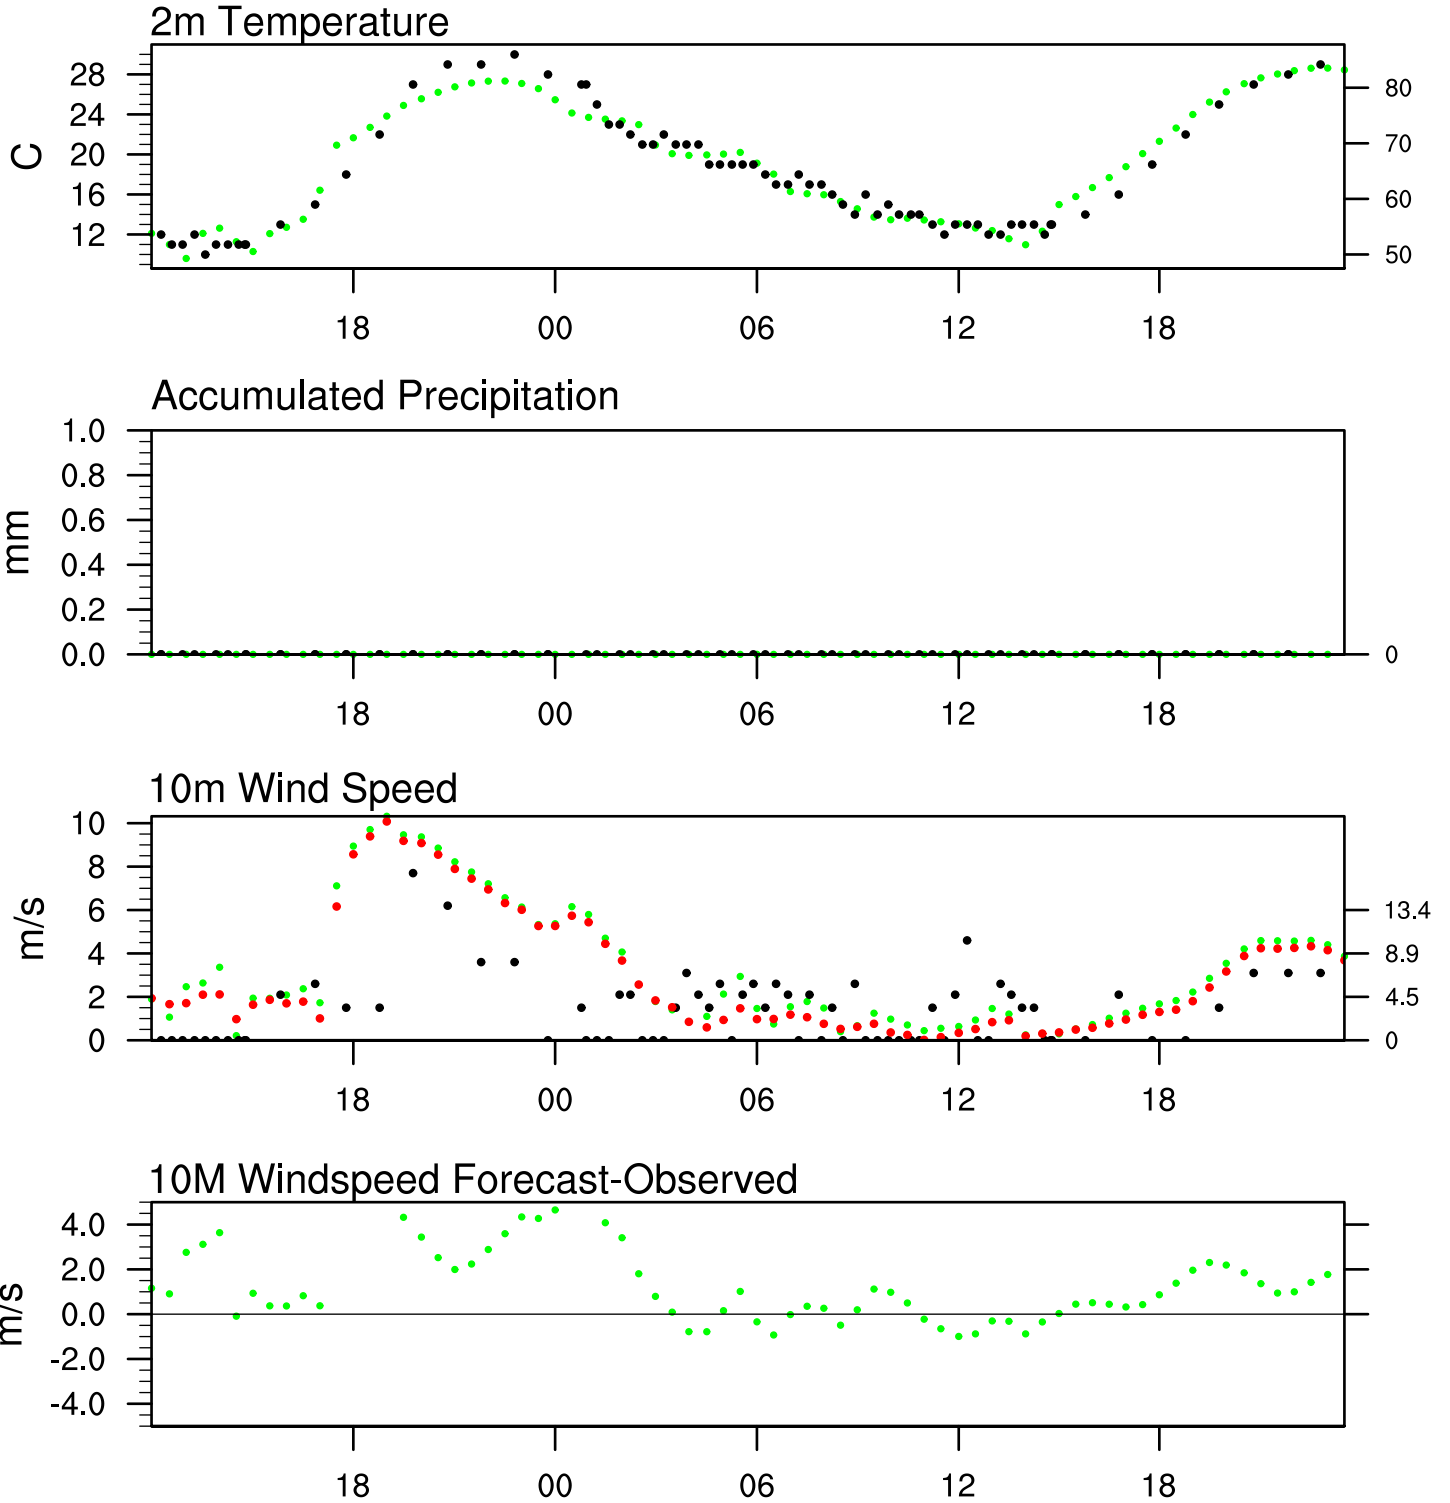 2m Temperature
28
24
20
16
12
C
80
70
60
50
18 00 06 12 18
Accumulated Precipitation
1.0
0.8
0.6
0.4
0.2
0.0
mm
0
18 00 06 12 18
10m Wind Speed
10
8
6
4
2
0
m/s
13.4
8.9
4.5
0
18 00 06 12 18
10M Windspeed Forecast-Observed
4.0
2.0
0.0
-2.0
-4.0
m/s
18 00 06 12 18